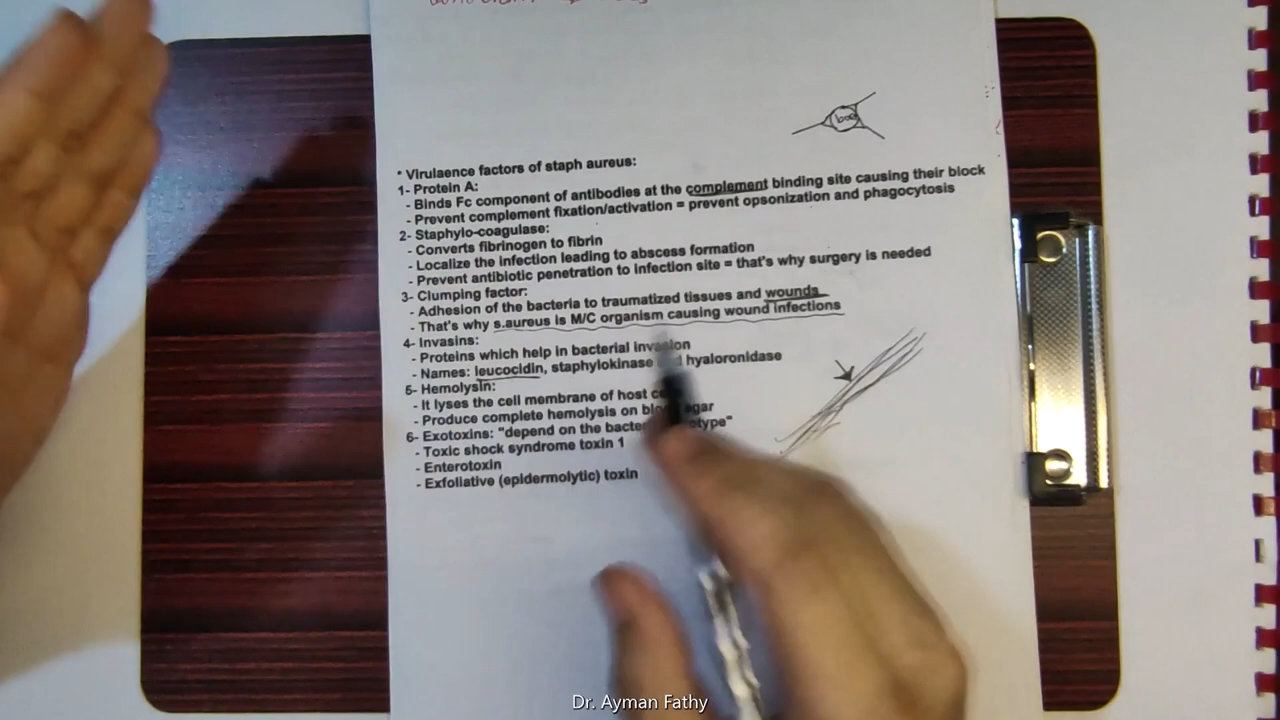 * Virulaence factors of staph aureus:
1- Protein A:
- Binds Fc component of antibodies at the complement binding site causing their block
- Prevent complement fixation/activation = prevent opsonization and phagocytosis
2- Staphylo-coagulase:
- Converts fibrinogen to fibrin
- Localize the infection leading to abscess formation
- Prevent antibiotic penetration to infection site = that's why surgery is needed
3- Clumping factor:
- Adhesion of the bacteria to traumatized tissues and wounds
- That's why s.aureus is M/C organism causing wound infections
4- Invasins:
- Proteins which help in bacterial invasion
- Names: leucocidin, staphylokinase hyaloronidase
5- Hemolysin:
- It lyses the cell membrane of host
- Produce complete hemolysis on agar
6- Exotoxins: "depend on the
- Toxic shock syndrome toxin 1
- Enterotoxin
- Exfoliative (epidermolytic) toxin
Dr. Ayman Fathy